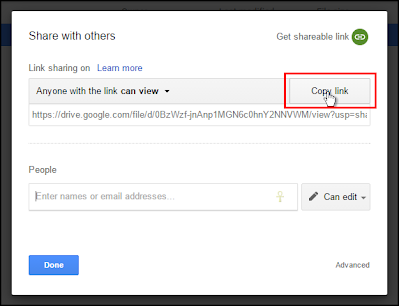 Share with others
Get shareable link
Link sharing on Learn more
Anyone with the link can view
Copy link
https://drive.google.com/file/d/0BzWzf-jnAnp1MGN6c0hnY2NNVWM/view?usp=sha
People
Enter names or email addresses...
Can edit
Done
Advanced